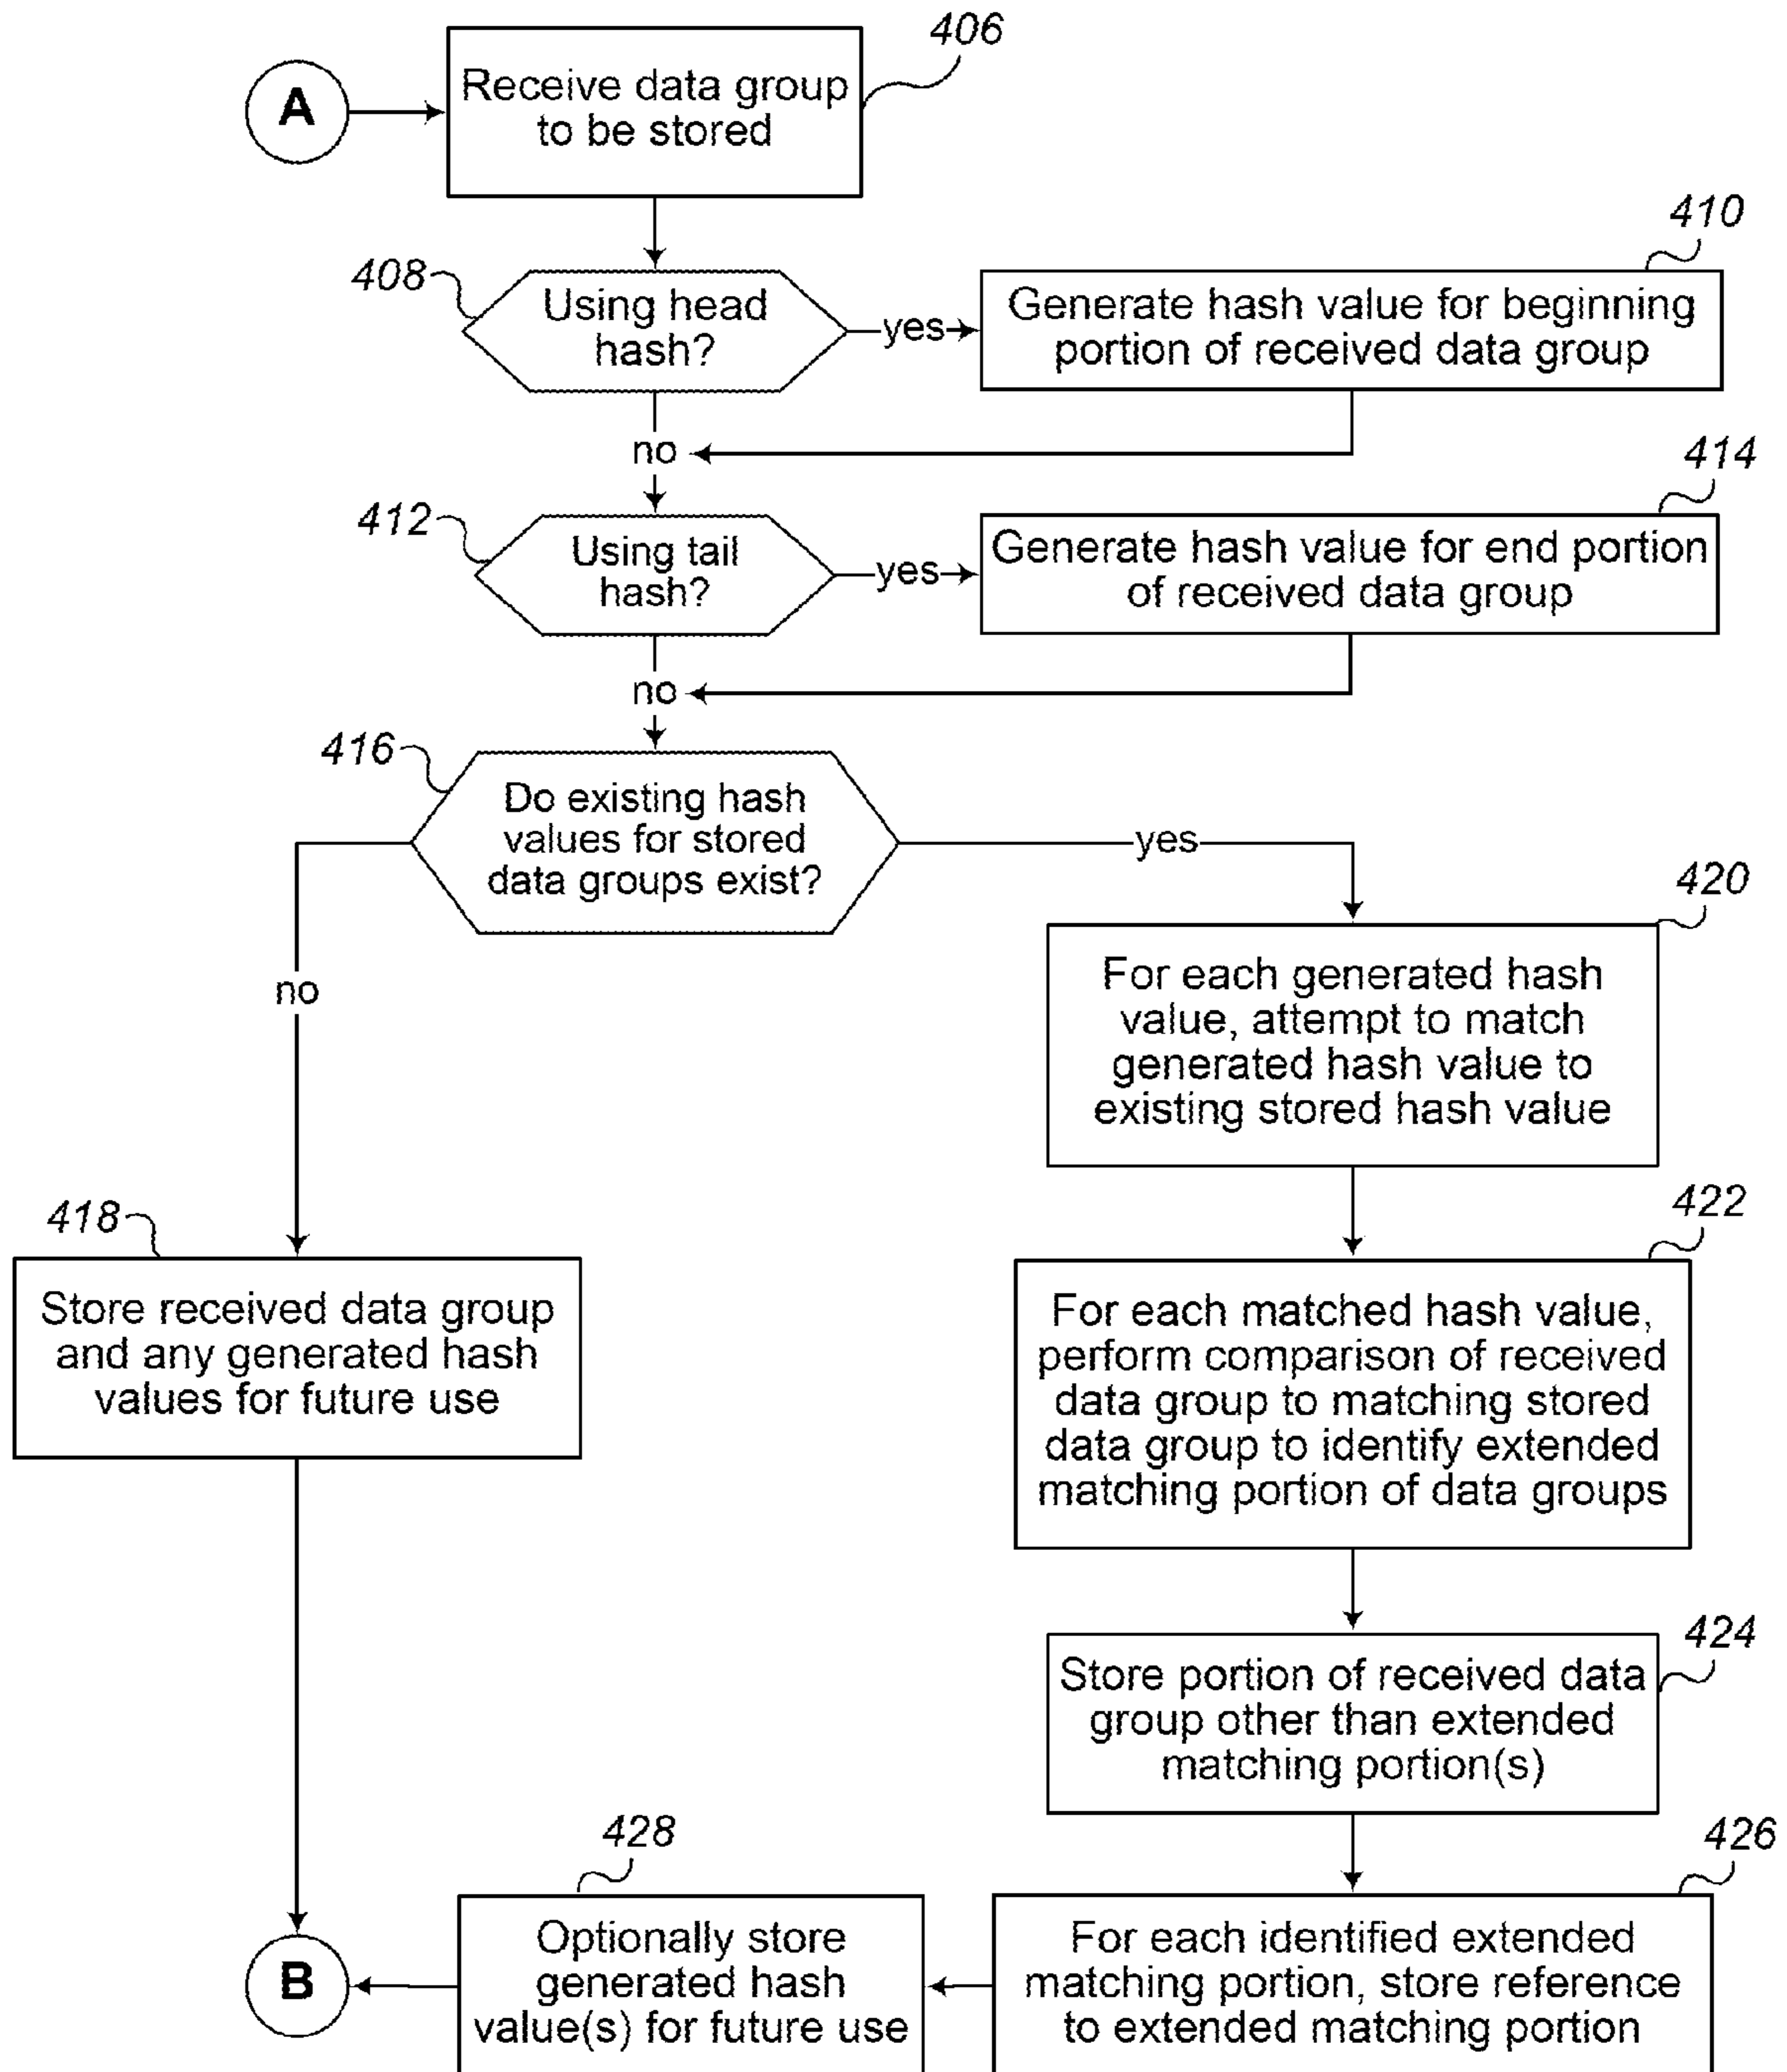 406
A
Receive data group
to be stored
410
408
Using head
hash?
yes
Generate hash value for beginning
portion of received data group
no
414
412
Using tail
hash?
yes
Generate hash value for end portion
of received data group
no
416
Do existing hash
values for stored
data groups exist?
yes
420
no
For each generated hash
value, attempt to match
generated hash value to
existing stored hash value
418
422
Store received data group
and any generated hash
values for future use
For each matched hash value,
perform comparison of received
data group to matching stored
data group to identify extended
matching portion of data groups
424
Store portion of received data
group other than extended
matching portion(s)
428
426
B
Optionally store
generated hash
value(s) for future use
For each identified extended
matching portion, store reference
to extended matching portion